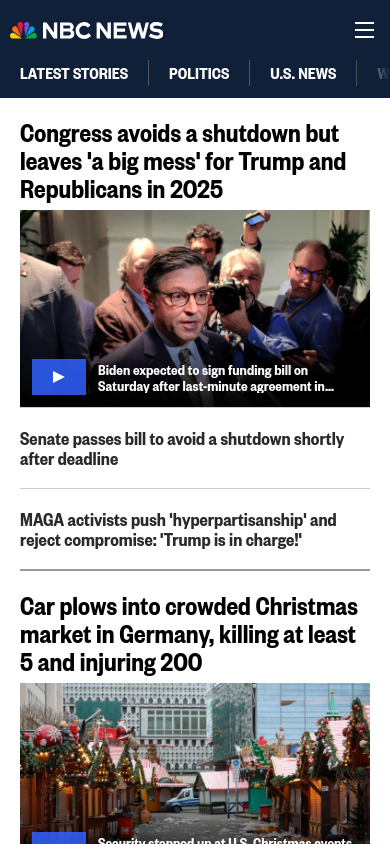 NBC NEWS
LATEST STORIES
POLITICS
U.S. NEWS
Congress avoids a shutdown but
leaves 'a big mess' for Trump and
Republicans in 2025
Biden expected to sign funding bill on
Saturday after last-minute agreement in...
Senate passes bill to avoid a shutdown shortly
after deadline
MAGA activists push 'hyperpartisanship' and
reject compromise: 'Trump is in charge!'
Car plows into crowded Christmas
market in Germany, killing at least
5 and injuring 200
Security stepped up at U.S. Christmas events